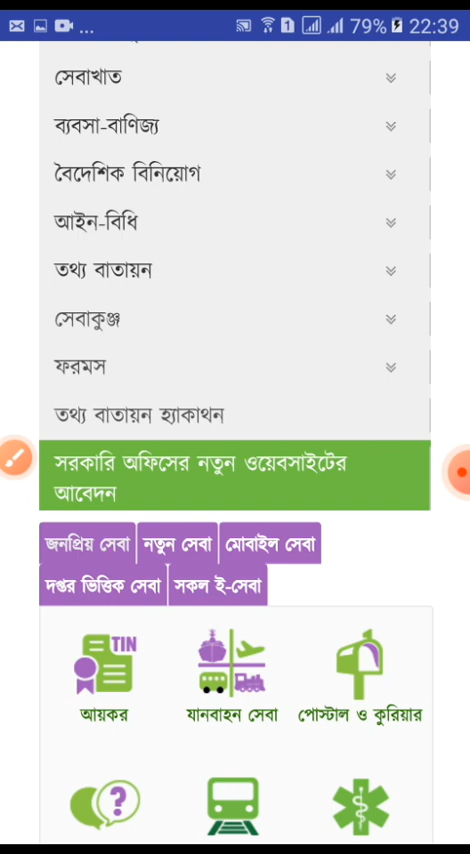 ... 1 79% 22:39
সেবাখাত
ব্যবসা-বাণিজ্য
বৈদেশিক বিনিয়োগ
আইন-বিধি
তথ্য বাতায়ন
সেবাকুঞ্জ
ফরমস
তথ্য বাতায়ন হ্যাকাথন
সরকারি অফিসের নতুন ওয়েবসাইটের
আবেদন
জনপ্রিয় সেবা নতুন সেবা মোবাইল সেবা
দপ্তর ভিত্তিক সেবা সকল ই-সেবা
TIN
আয়কর যানবাহন সেবা পোস্টাল ও কুরিয়ার
?